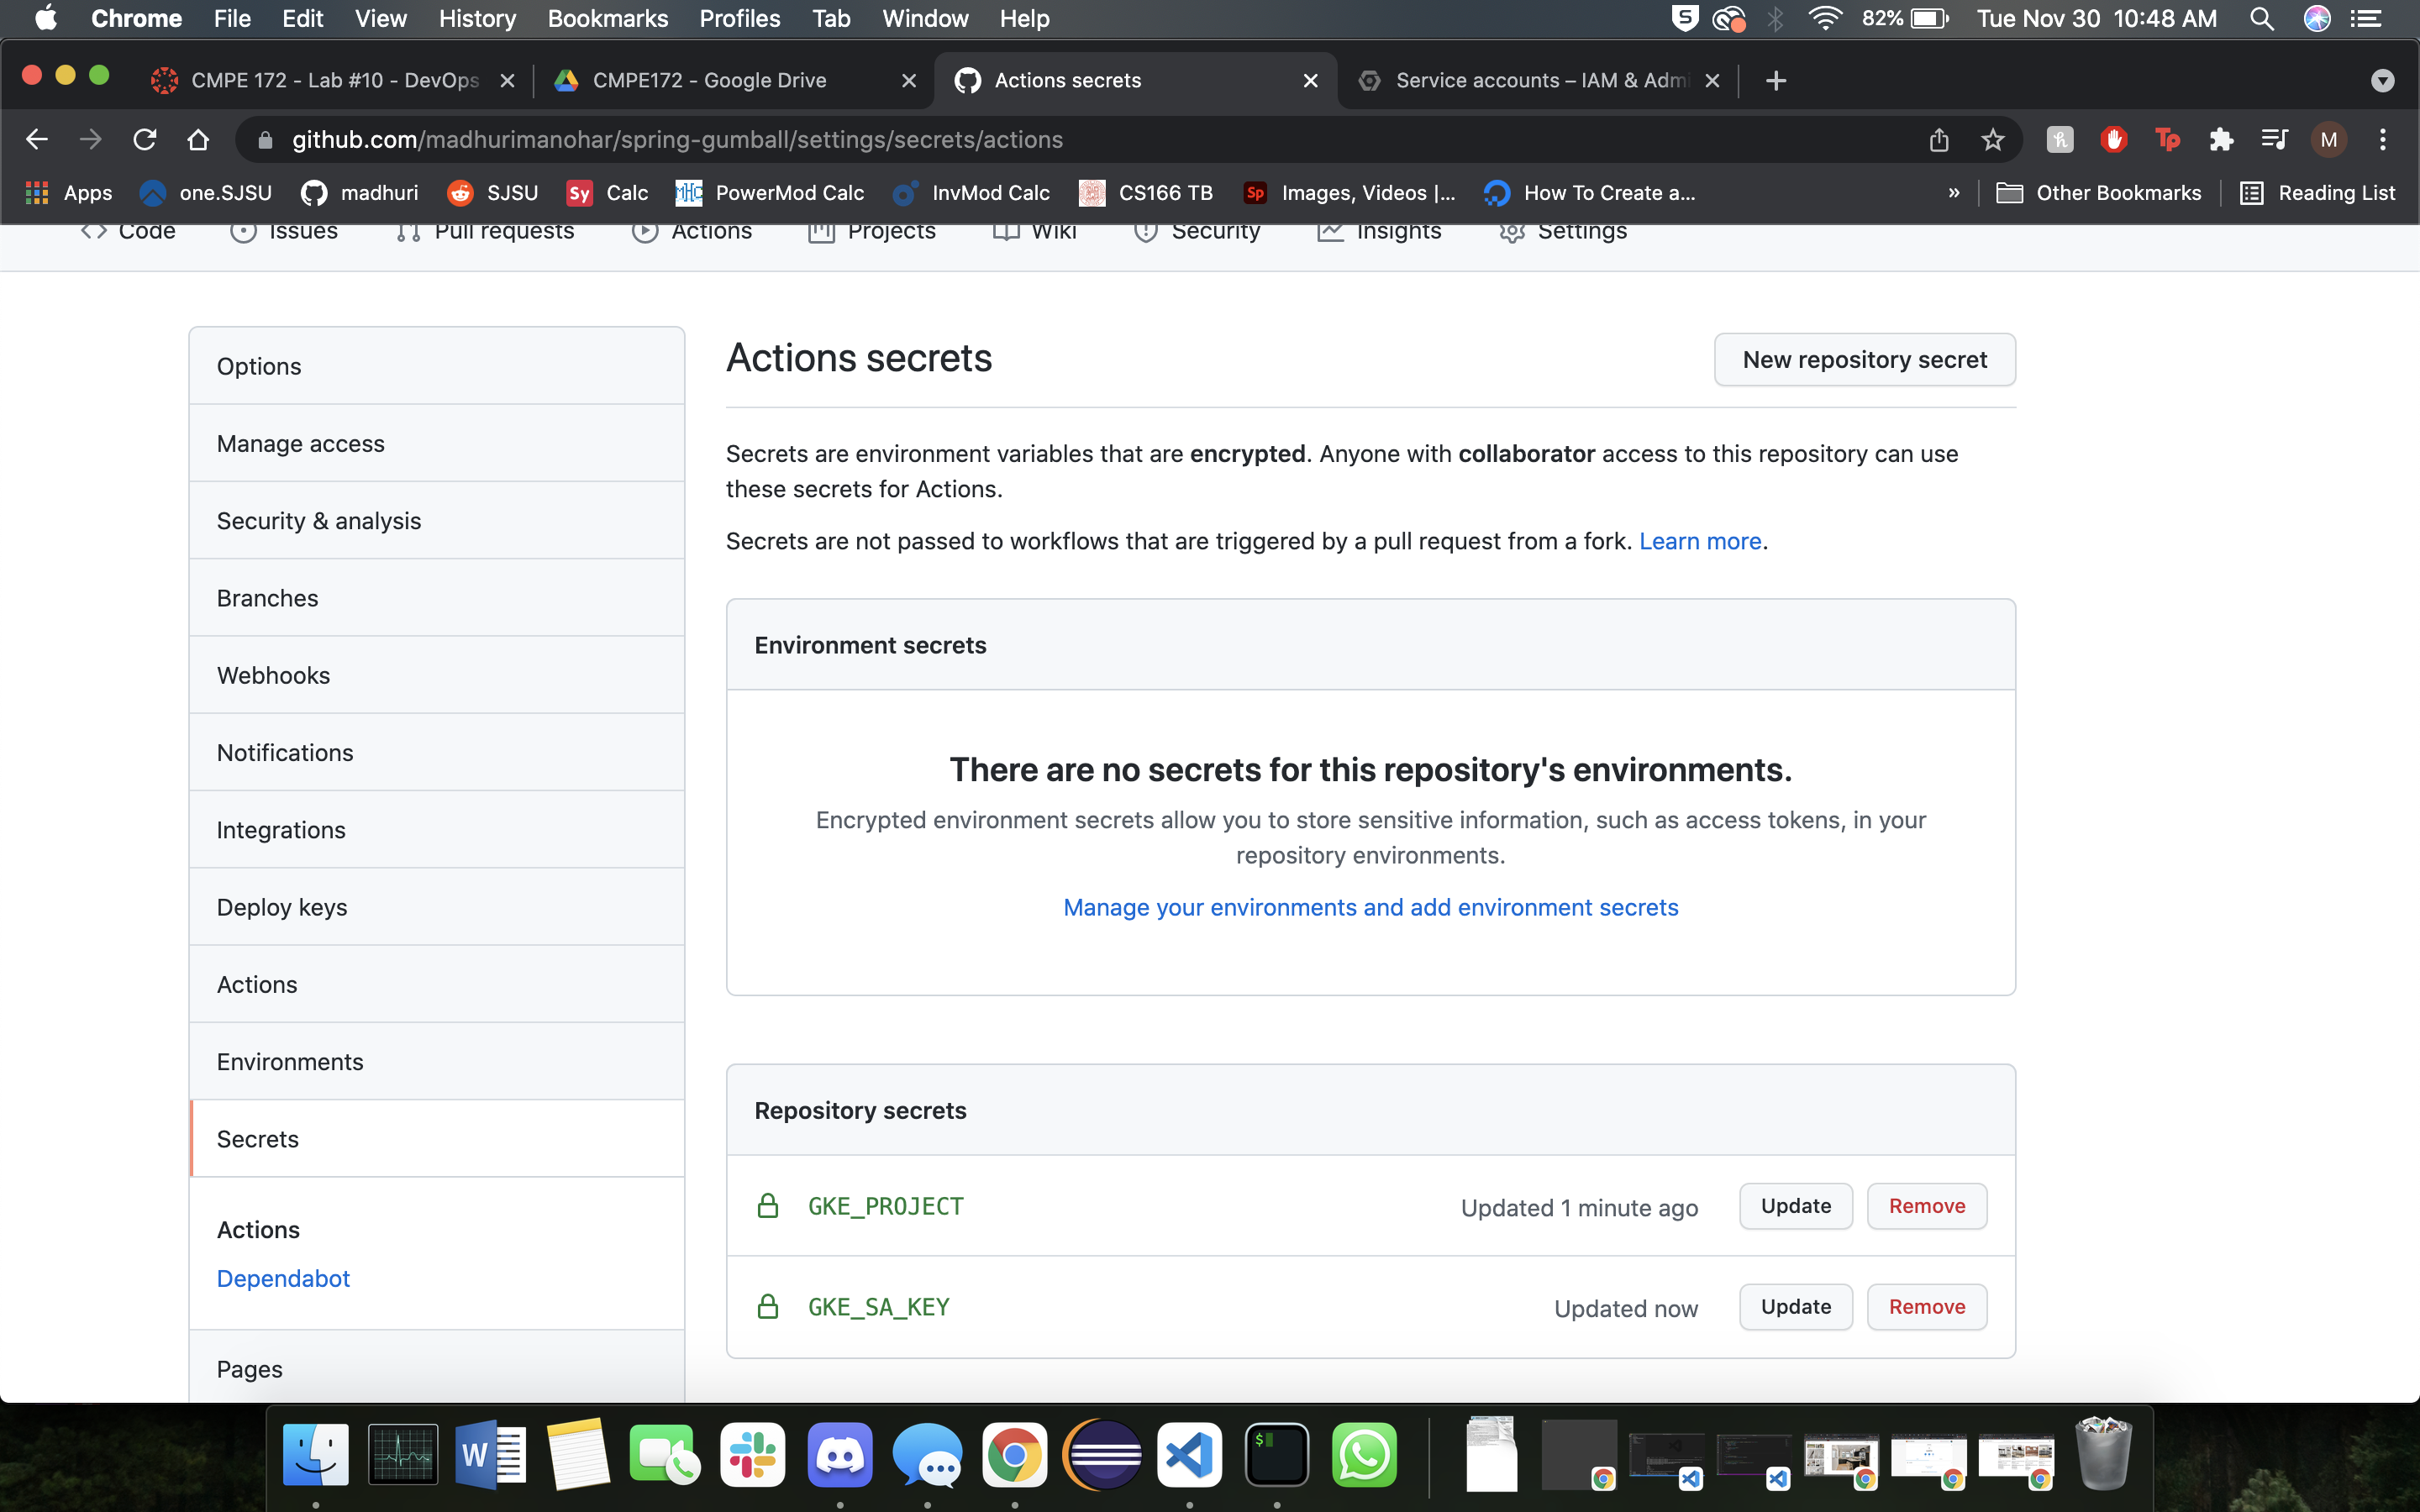 Chrome File Edit View History Bookmarks Profiles Tab Window Help 82% Tue Nov 30 10:48 AM
CMPE 172 - Lab #10 - DevOps CMPE172 - Google Drive Actions secrets Service accounts – IAM & Admi
github.com/madhurimanohar/spring-gumball/settings/secrets/actions M
Apps one.SJSU madhuri SJSU Sy Calc MHC PowerMod Calc InvMod Calc CS166 TB Sp Images, Videos |... How To Create a... » Other Bookmarks Reading List
Code Issues Pull requests Actions Projects Wiki Security Insights Settings
Options
Manage access
Security & analysis
Branches
Webhooks
Notifications
Integrations
Deploy keys
Actions
Environments
Secrets
Actions
Dependabot
Pages
Actions secrets
New repository secret
Secrets are environment variables that are encrypted. Anyone with collaborator access to this repository can use
these secrets for Actions.
Secrets are not passed to workflows that are triggered by a pull request from a fork. Learn more.
Environment secrets
There are no secrets for this repository's environments.
Encrypted environment secrets allow you to store sensitive information, such as access tokens, in your
repository environments.
Manage your environments and add environment secrets
Repository secrets
GKE_PROJECT Updated 1 minute ago Update Remove
GKE_SA_KEY Updated now Update Remove